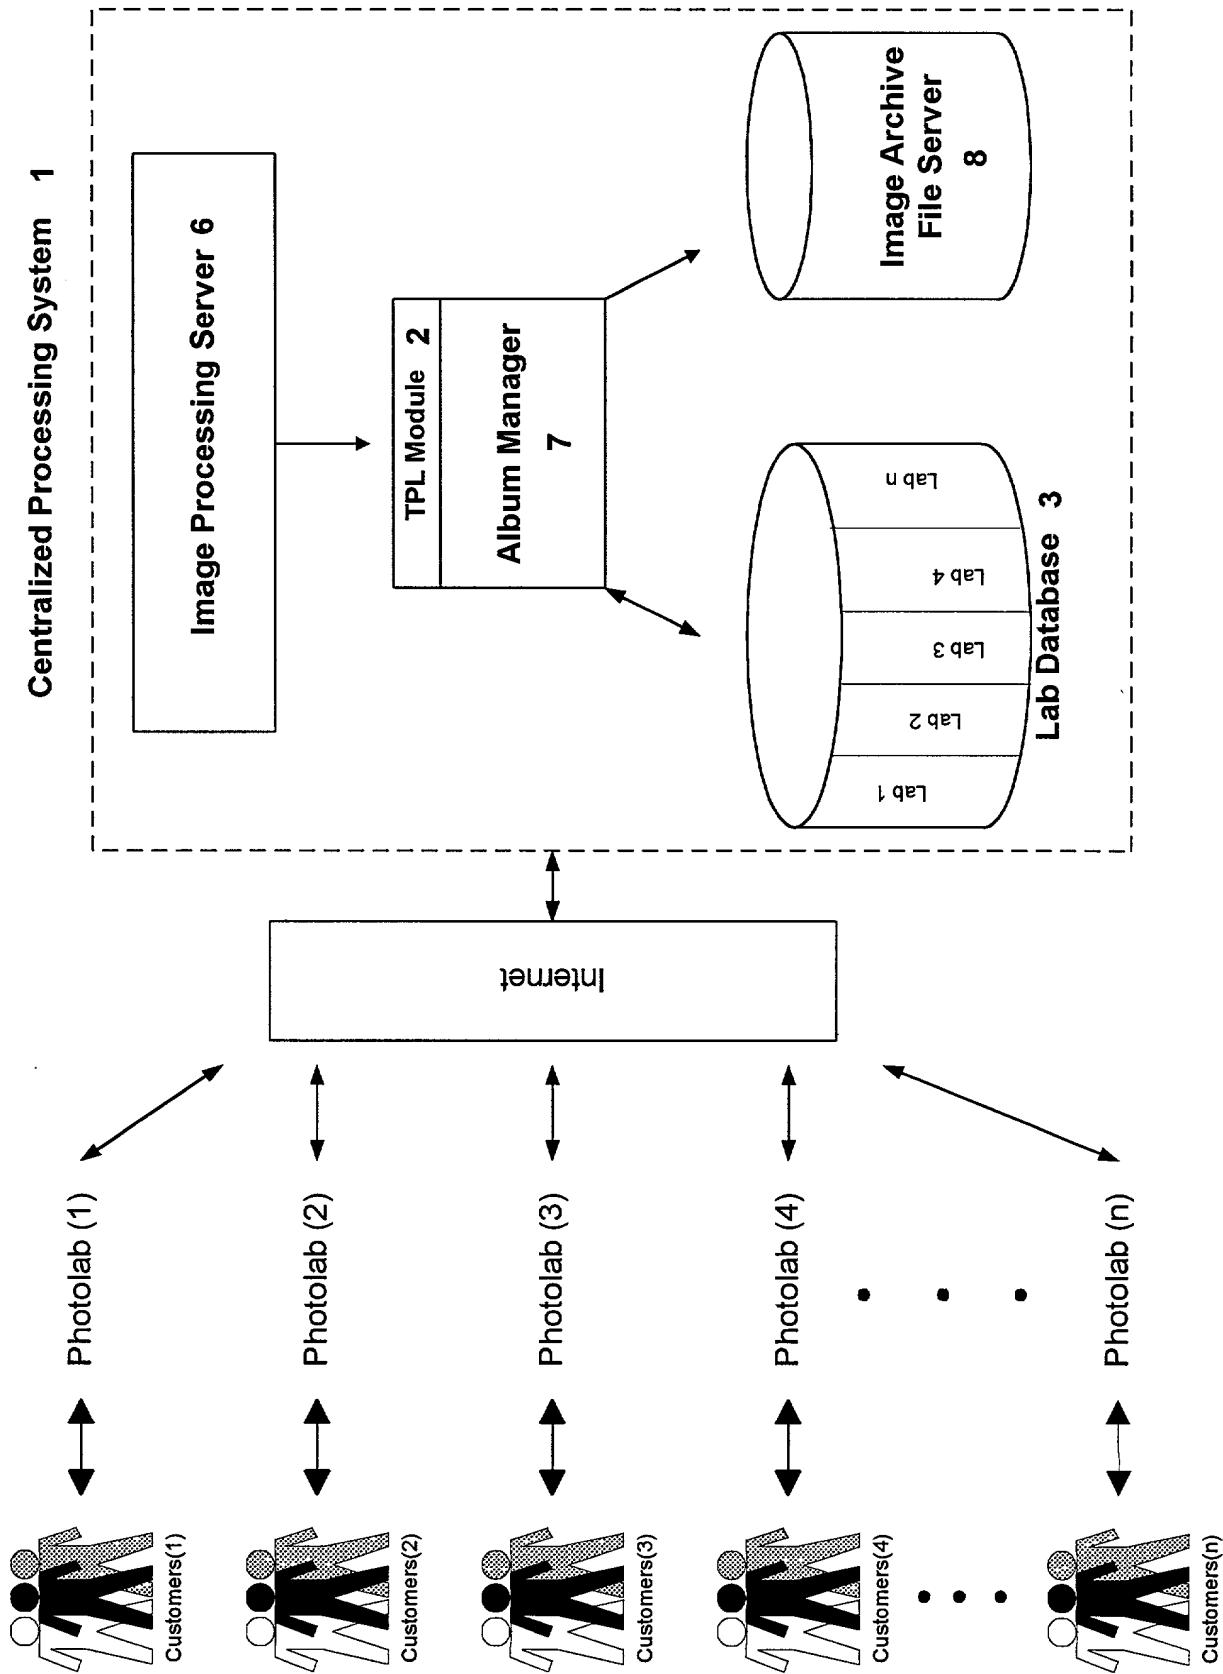 Centralized Processing System 1
Image Processing Server 6
TPL Module 2
Album Manager
7
Image Archive
File Server
8
Lab 1
Lab 2
Lab 3
Lab 4
Lab n
Lab Database 3
Internet
Photolab (1)
Photolab (2)
Photolab (3)
Photolab (4)
Photolab (n)
Customers(1)
Customers(2)
Customers(3)
Customers(4)
Customers(n)